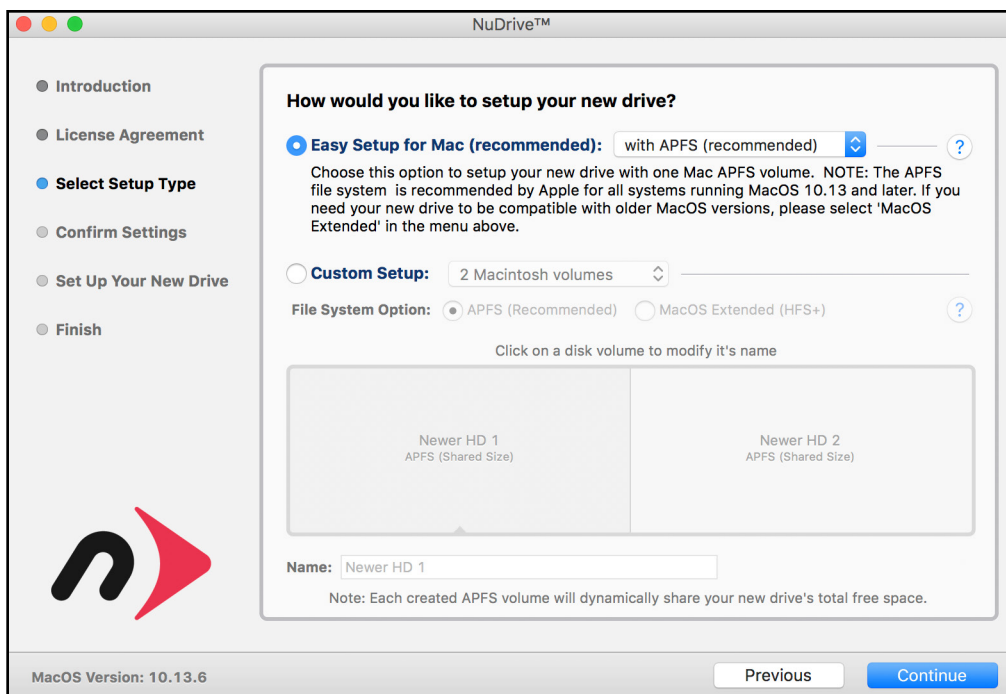 NuDrive™
Introduction
License Agreement
Select Setup Type
Confirm Settings
Set Up Your New Drive
Finish
How would you like to setup your new drive?
Easy Setup for Mac (recommended): with APFS (recommended) ?
Choose this option to setup your new drive with one Mac APFS volume. NOTE: The APFS
file system is recommended by Apple for all systems running MacOS 10.13 and later. If you
need your new drive to be compatible with older MacOS versions, please select 'MacOS
Extended' in the menu above.
Custom Setup: 2 Macintosh volumes
File System Option: APFS (Recommended) MacOS Extended (HFS+) ?
Click on a disk volume to modify it's name
Newer HD 1
APFS (Shared Size)
Newer HD 2
APFS (Shared Size)
Name: Newer HD 1
Note: Each created APFS volume will dynamically share your new drive's total free space.
MacOS Version: 10.13.6
Previous
Continue